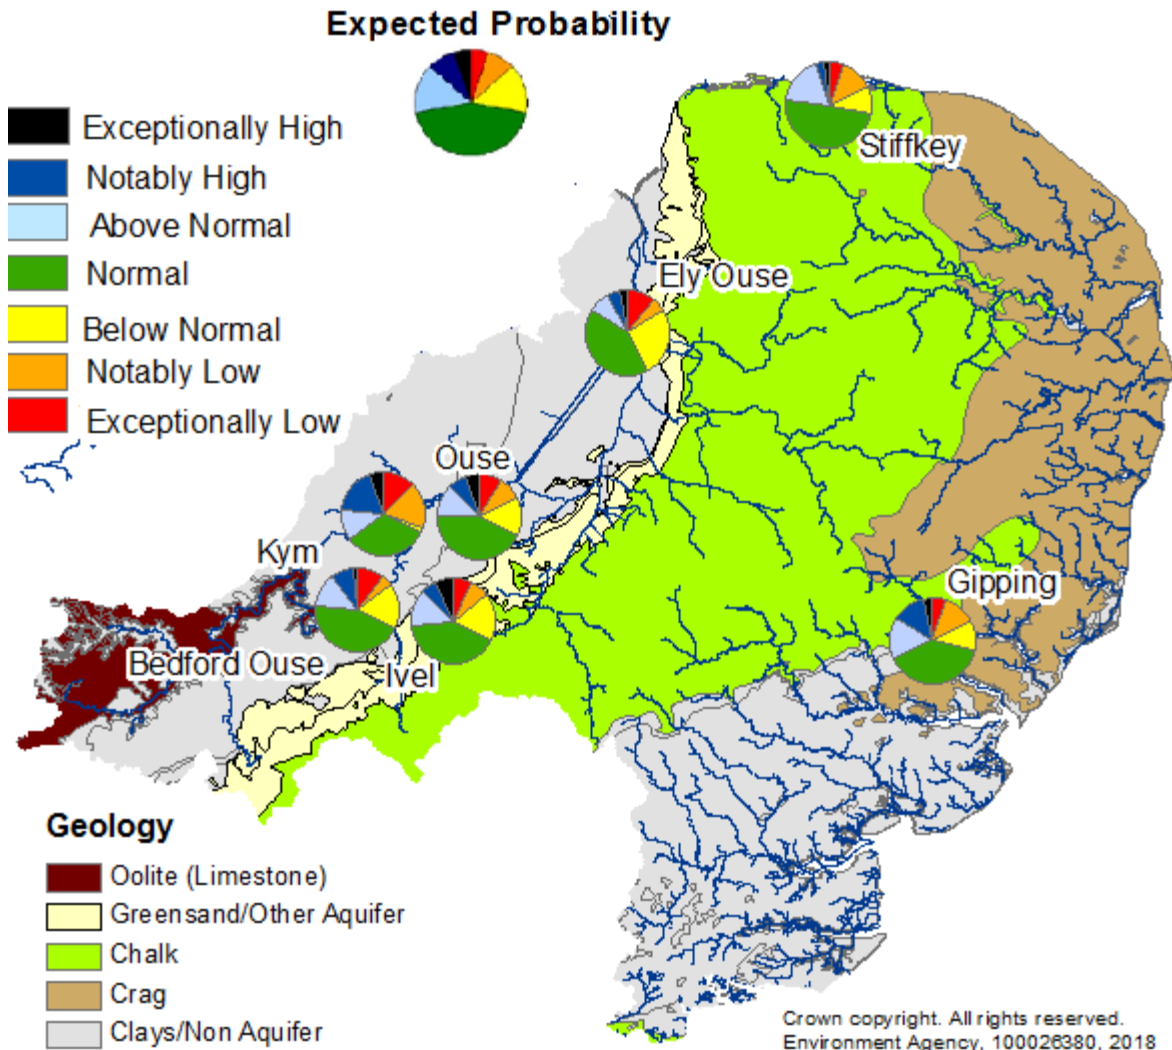 Expected Probability
Exceptionally High
Notably High
Above Normal
Normal
Below Normal
Notably Low
Exceptionally Low
Stiffkey
Ely Ouse
Ouse
Kym
Gipping
Bedford Ouse
Ivel
Geology
Oolite (Limestone)
Greensand/Other Aquifer
Chalk
Crag
Clays/Non Aquifer
Crown copyright. All rights reserved.
Environment Agency, 100026380, 2018